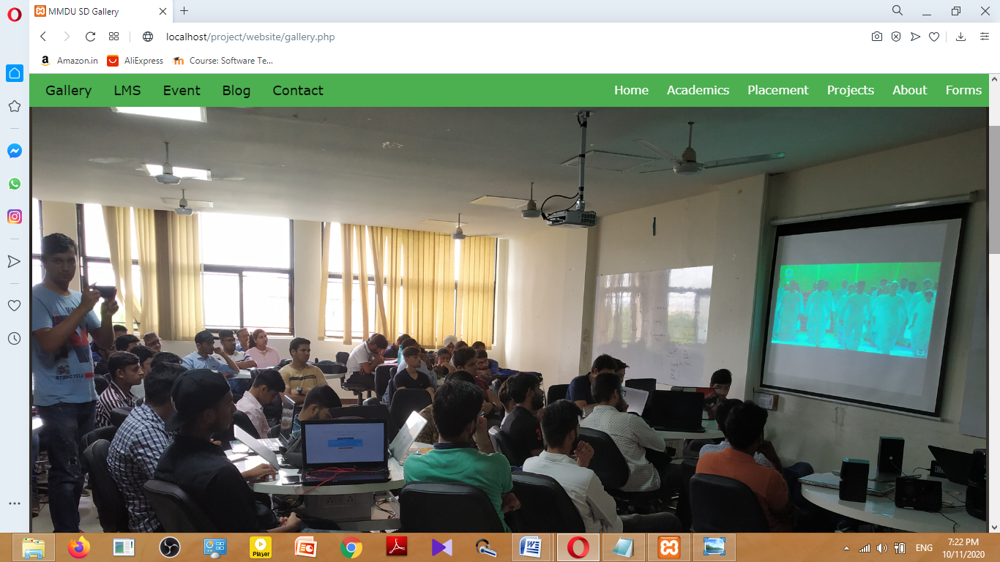 MMDU SD Gallery
localhost/project/website/gallery.php
Amazon.in AliExpress Course: Software Te...
Gallery LMS Event Blog Contact Home Academics Placement Projects About Forms
Player
ENG
7:22 PM
10/11/2020